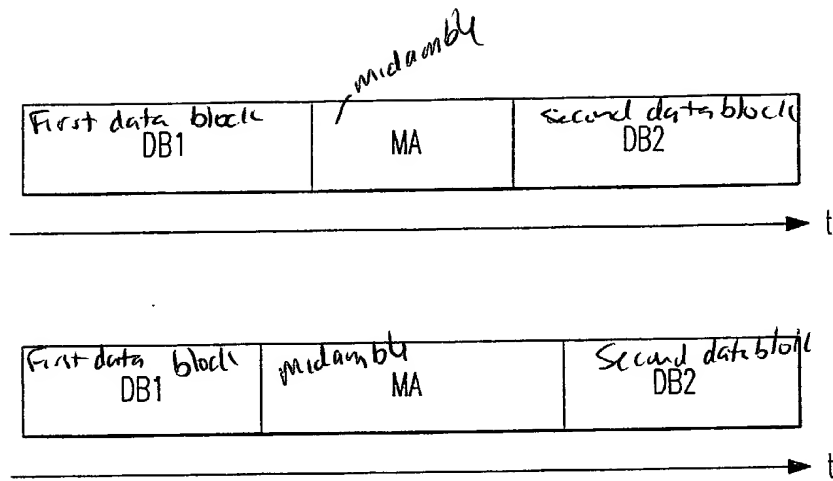 midamble
First data block second data block
DB1 MA DB2
t
First data block midamble Second data block
DB1 MA DB2
t